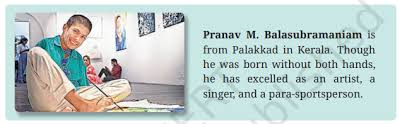 Pranav M. Balasubramaniam is
from Palakkad in Kerala. Though
he was born without both hands,
he has excelled as an artist, a
singer, and a para-sportsperson.